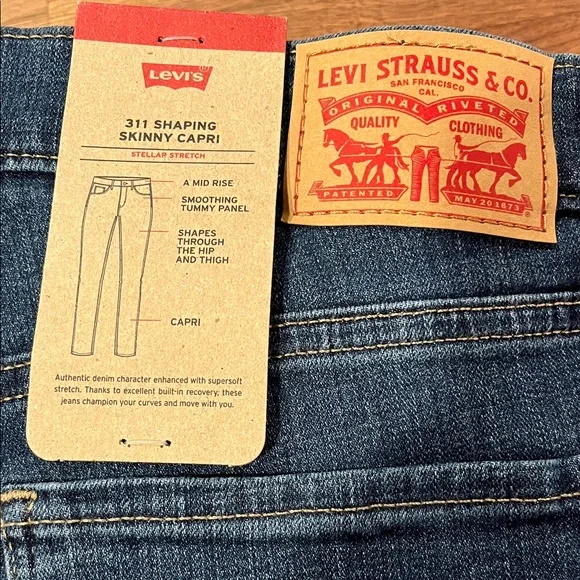 LEVI'S
311 SHAPING
SKINNY CAPRI
STELLAR STRETCH
A MID RISE
SMOOTHING
TUMMY PANEL
SHAPES
THROUGH
THE HIP
AND THIGH
CAPRI
Authentic denim character enhanced with supersoft
stretch. Thanks to excellent built-in recovery; these
jeans champion your curves and move with you.
LEVI STRAUSS & CO.
SAN FRANCISCO
CAL.
ORIGINAL RIVETED
QUALITY CLOTHING
PATENTED MAY 20 1873